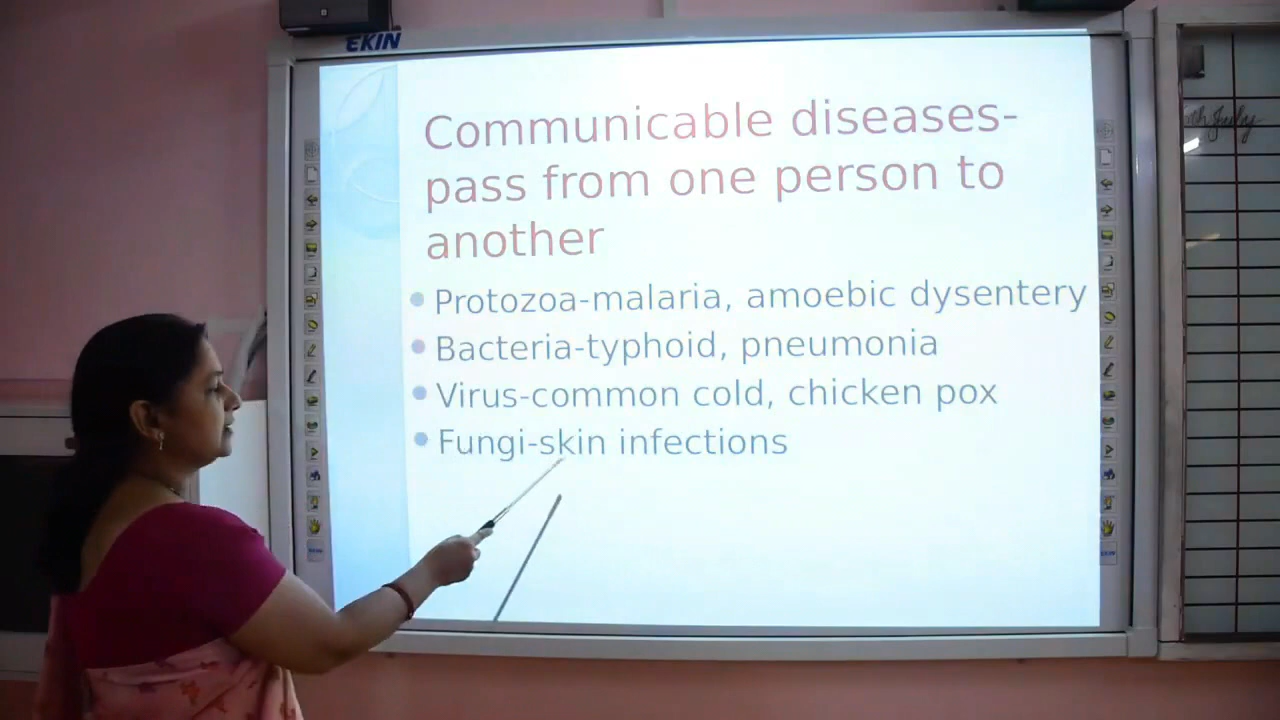 EKIN
Communicable diseases-
pass from one person to
another
Protozoa-malaria, amoebic dysentery
Bacteria-typhoid, pneumonia
Virus-common cold, chicken pox
Fungi-skin infections